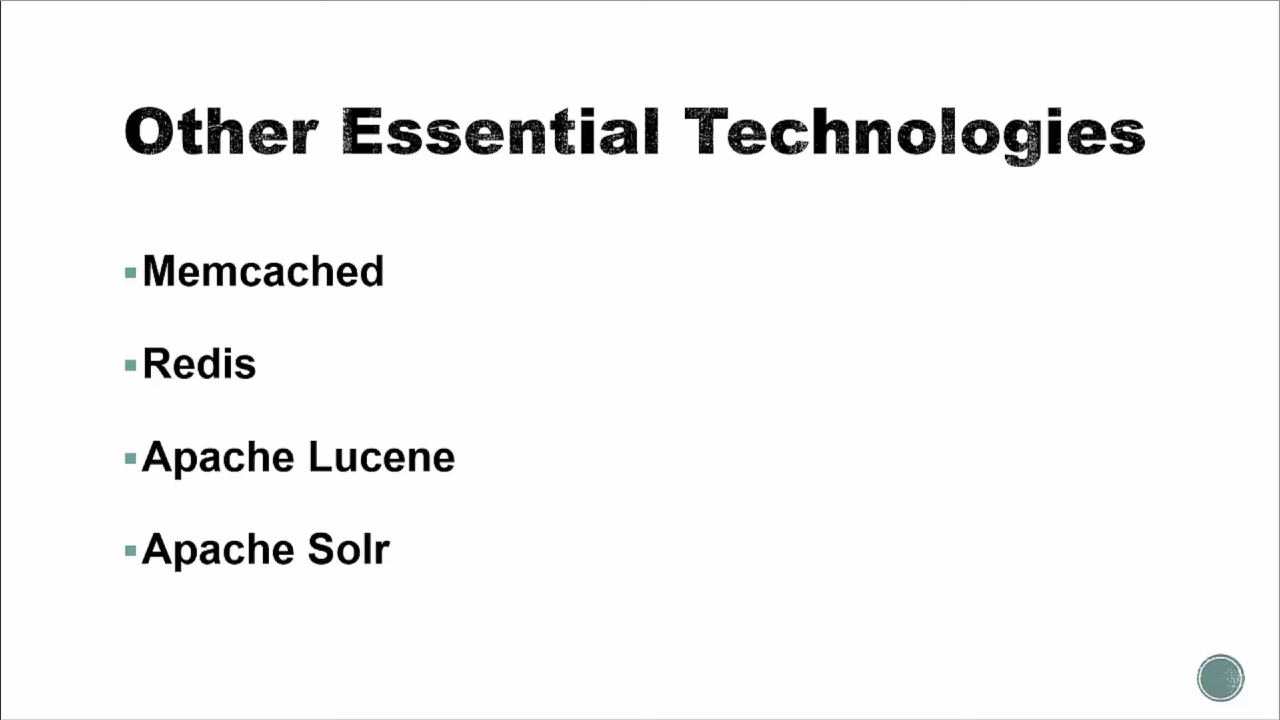 Other Essential Technologies
Memcached
Redis
Apache Lucene
Apache Solr